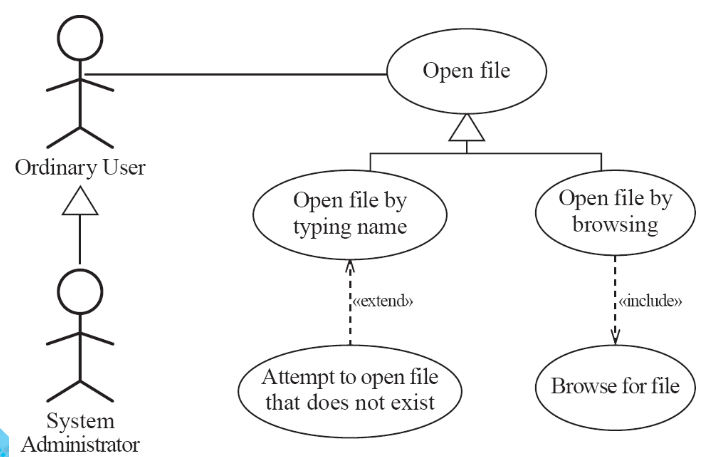 Open file
Ordinary User
Open file by
typing name
Open file by
browsing
«extend»
«include»
Attempt to open file
that does not exist
Browse for file
System
Administrator